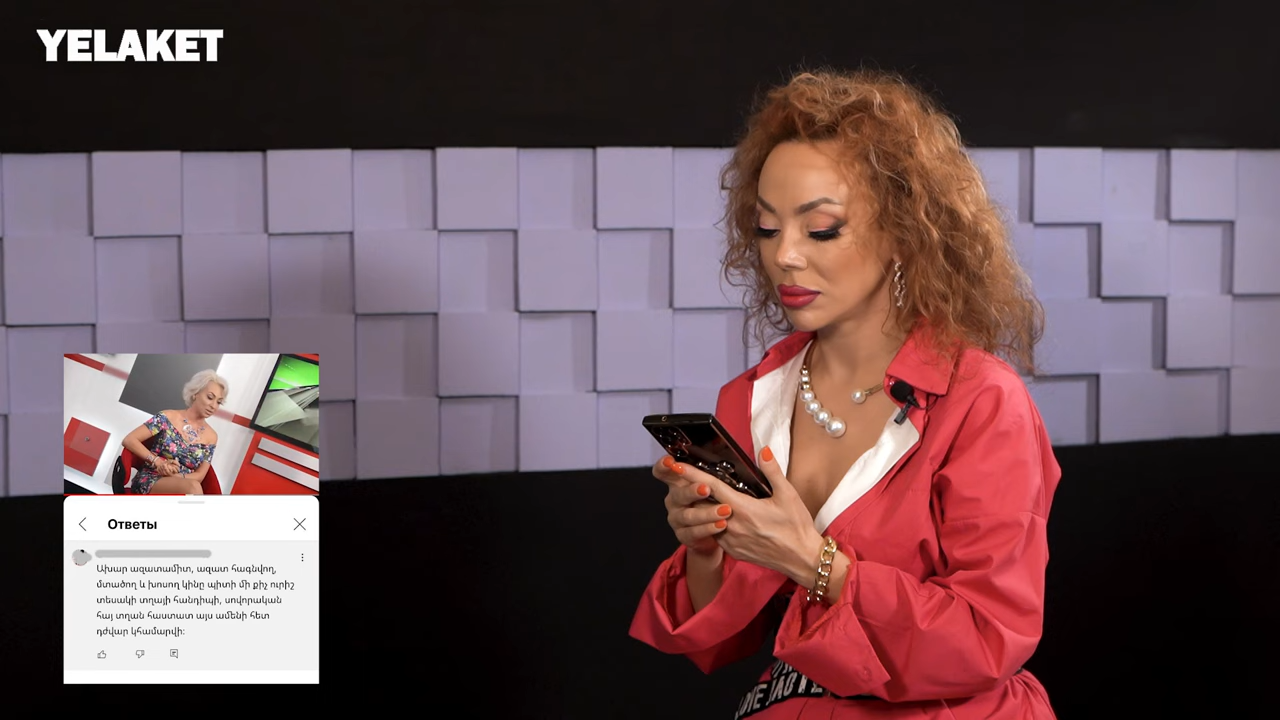 YELAKET
Ответы
Ախար ազատամիտ, ազատ հագնվող,
մտածող և խոսող կինը պիտի մի քիչ ուրիշ
տեսակի տղայի հանդիպի, սովորական
հայ տղան հաստատ այս ամենի հետ
դժվար կհամարվի: